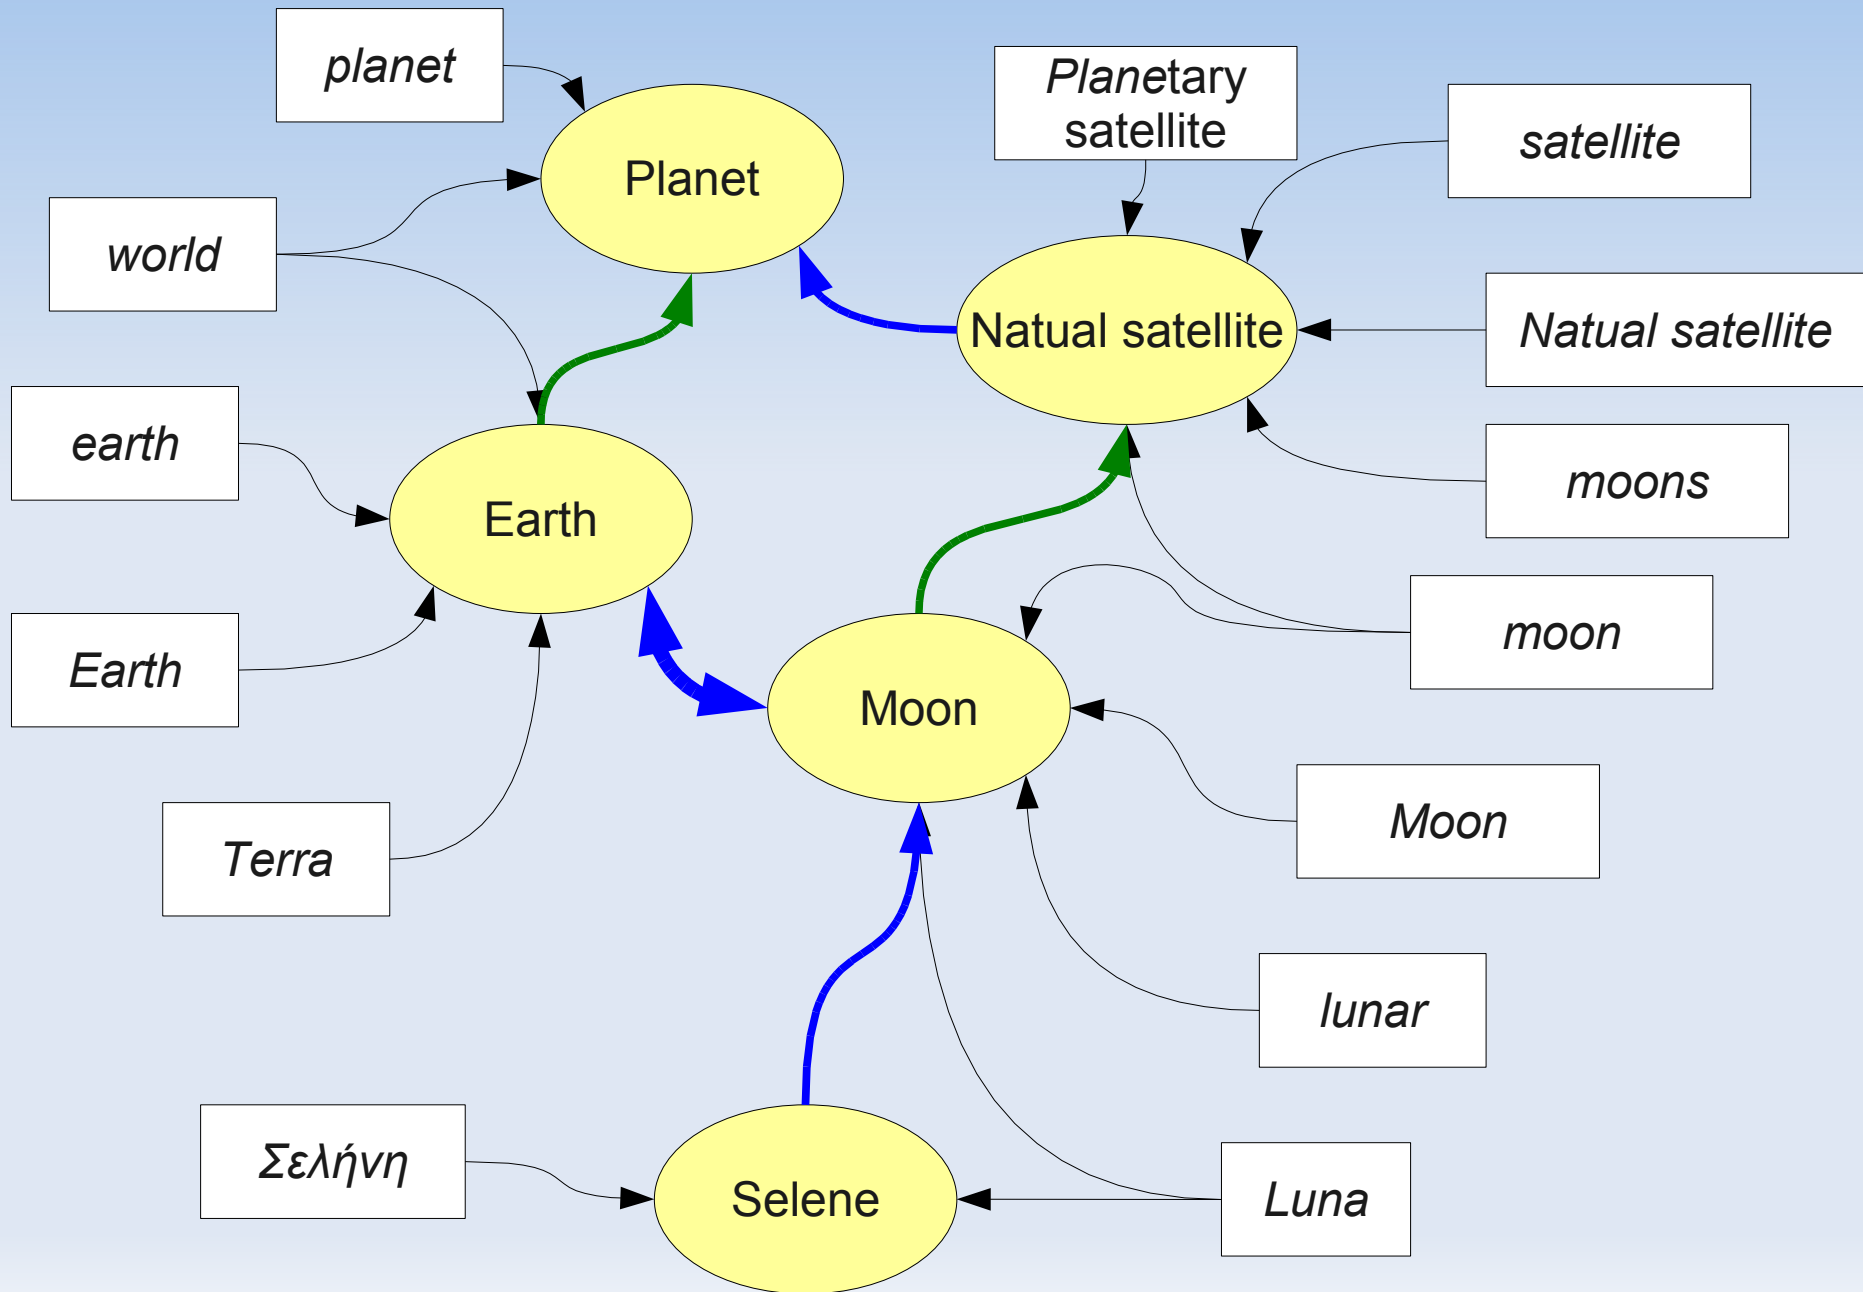 planet
Planetary
satellite
satellite
Planet
world
Natual satellite
Natual satellite
earth
moons
Earth
moon
Earth
Moon
Moon
Terra
lunar
Σελήνη
Selene
Luna